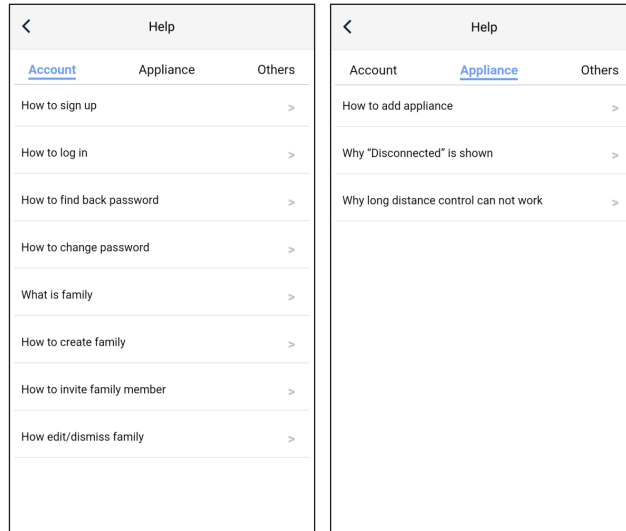 Help
Account Appliance Others
How to sign up >
How to log in >
How to find back password >
How to change password >
What is family >
How to create family >
How to invite family member >
How edit/dismiss family >
Help
Account Appliance Others
How to add appliance >
Why “Disconnected” is shown >
Why long distance control can not work >